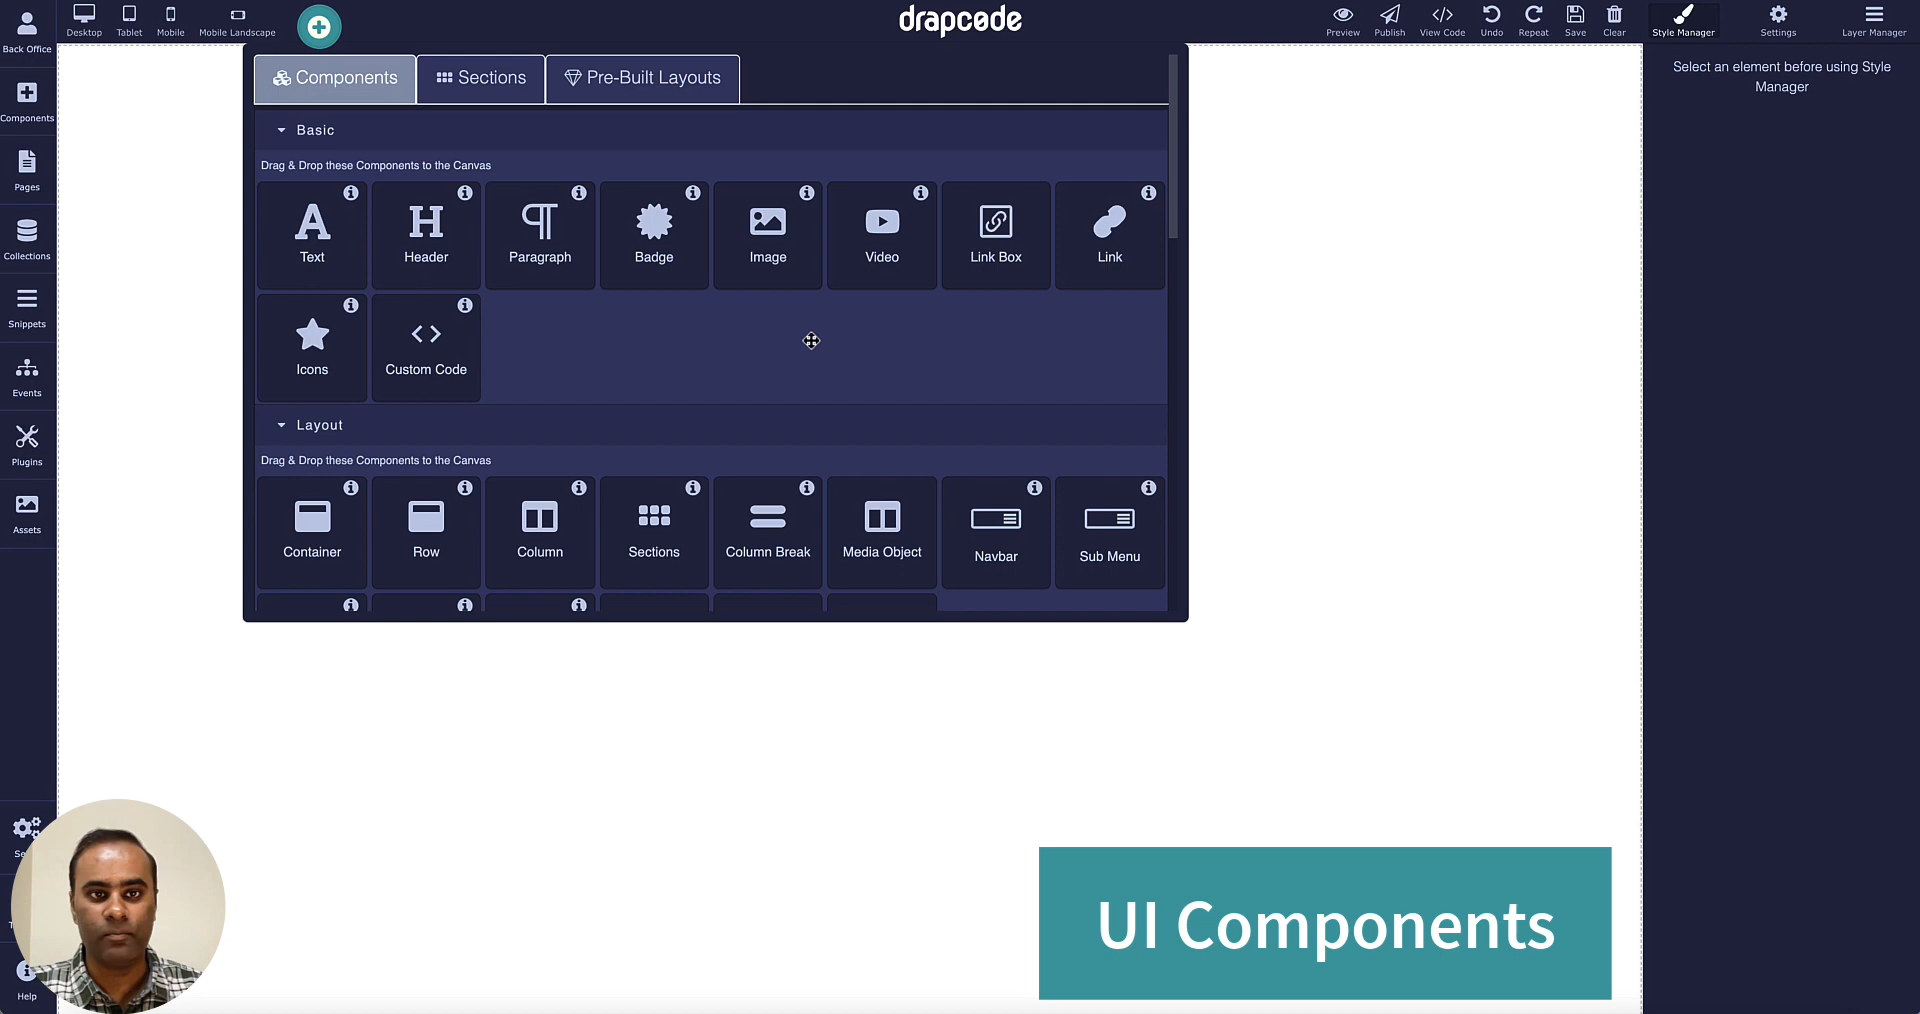 Back Office
Desktop
Tablet
Mobile
Mobile Landscape
drapcode
Preview
Publish
View Code
Undo
Repeat
Save
Clear
Style Manager
Settings
Layer Manager
Components
Pages
Collections
Snippets
Events
Plugins
Assets
Help
Components
Sections
Pre-Built Layouts
Basic
Drag & Drop these Components to the Canvas
Text
Header
Paragraph
Badge
Image
Video
Link Box
Link
Icons
Custom Code
Layout
Drag & Drop these Components to the Canvas
Container
Row
Column
Sections
Column Break
Media Object
Navbar
Sub Menu
Select an element before using Style
Manager
UI Components